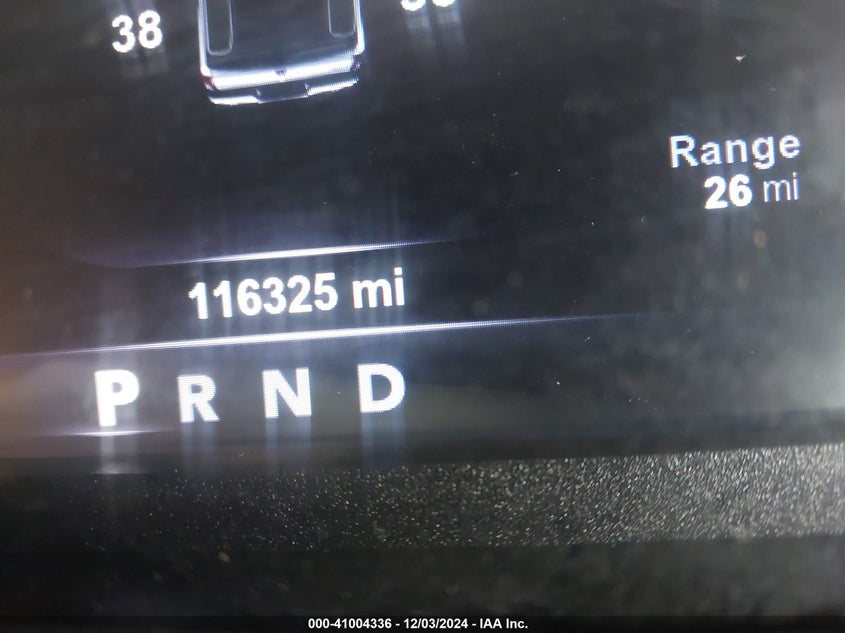 38
Range
26 mi
116325 mi
P R N D
000-41004336 - 12/03/2024 - IAA Inc.